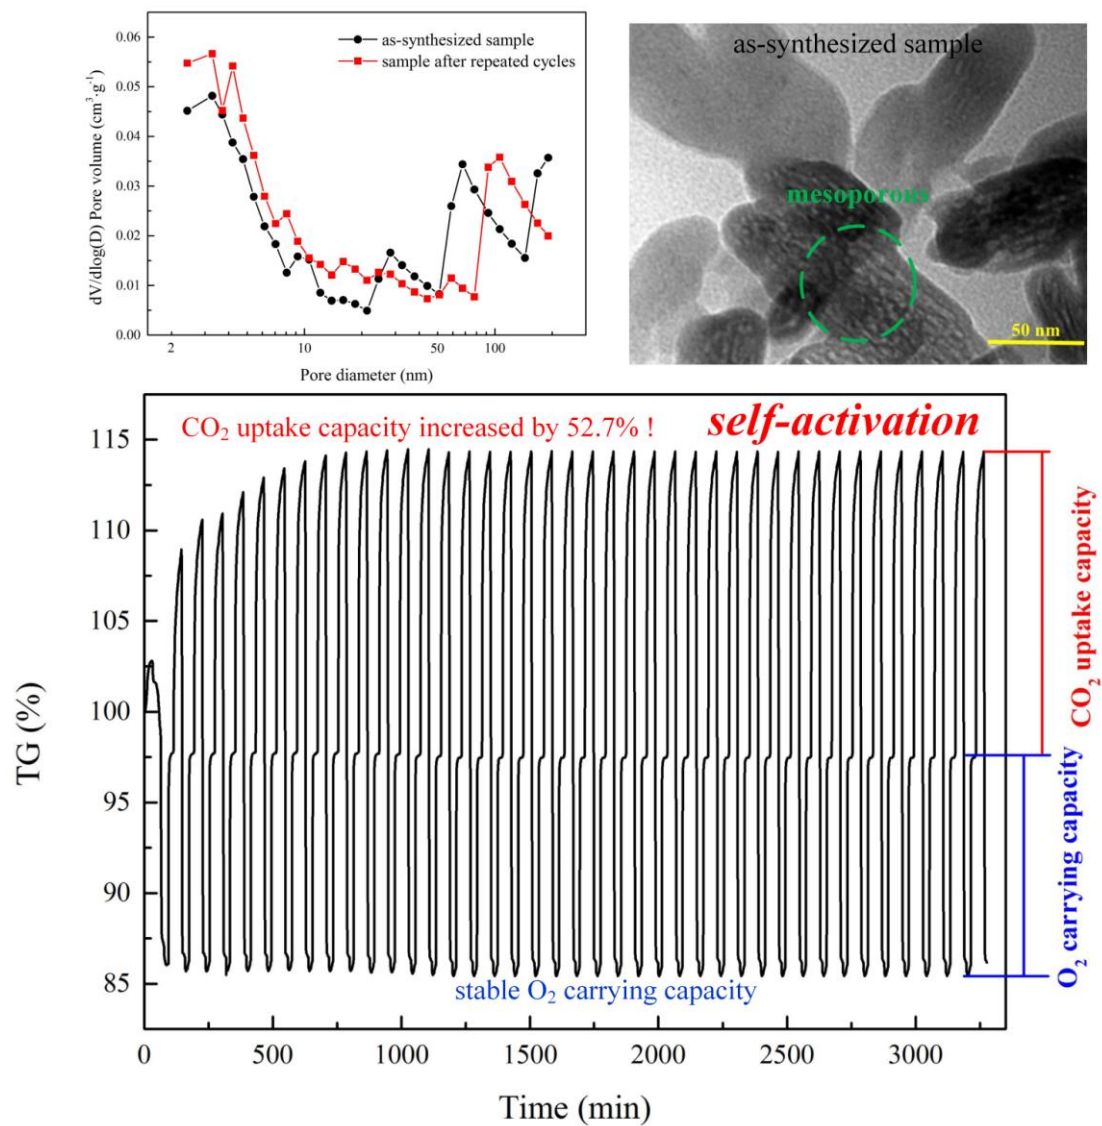 0.06
0.05
0.04
0.03
0.02
0.01
0.00
dV/dlog(D) Pore volume (cm³·g⁻¹)
as-synthesized sample
sample after repeated cycles
2
10
50
100
Pore diameter (nm)
as-synthesized sample
mesoporous
50 nm
CO₂ uptake capacity increased by 52.7% !
self-activation
115
110
105
100
95
90
85
TG (%)
CO₂ uptake capacity
O₂ carrying capacity
stable O₂ carrying capacity
0
500
1000
1500
2000
2500
3000
Time (min)